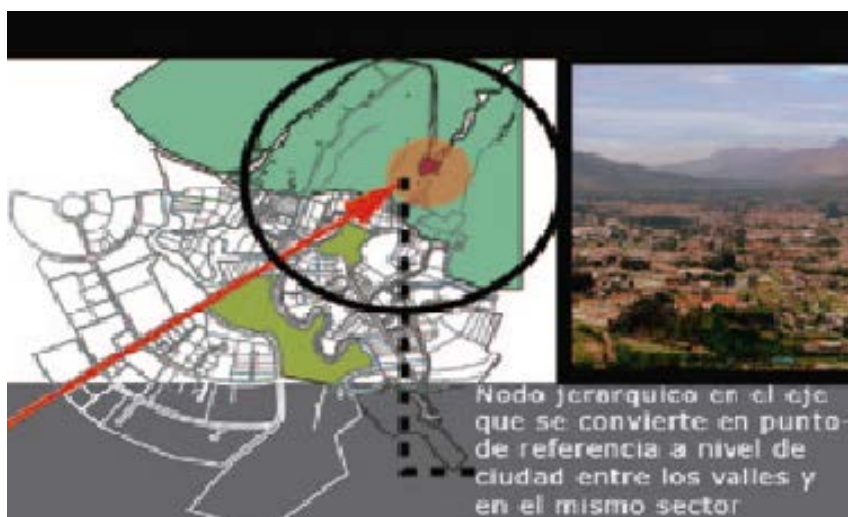 Nodo jerarquico en el eje
que se convierte en punto-
de referencia a nivel de
ciudad entre los valles y
en el mismo sector